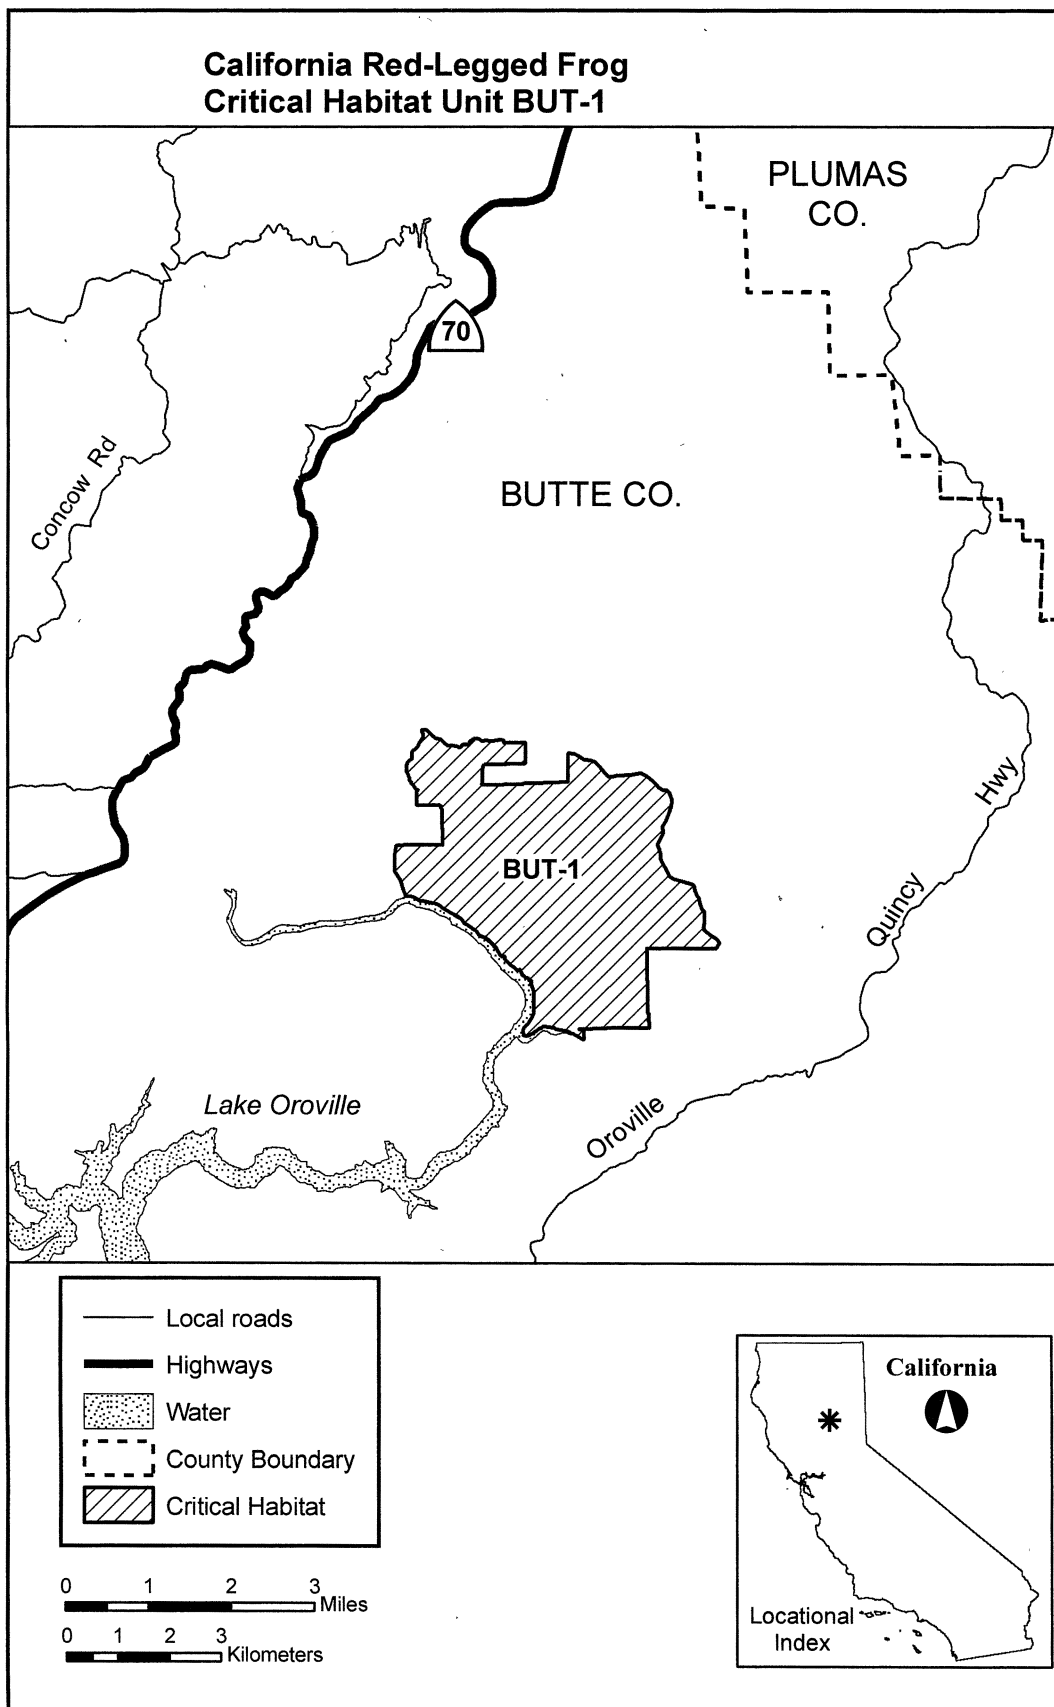 California Red-Legged Frog
Critical Habitat Unit BUT-1
PLUMAS
CO.
70
Concow Rd
BUTTE CO.
Hwy
BUT-1
Quincy
Lake Oroville
Oroville
Local roads
Highways
Water
County Boundary
Critical Habitat
California
0 1 2 3
Miles
0 1 2 3
Kilometers
Locational
Index